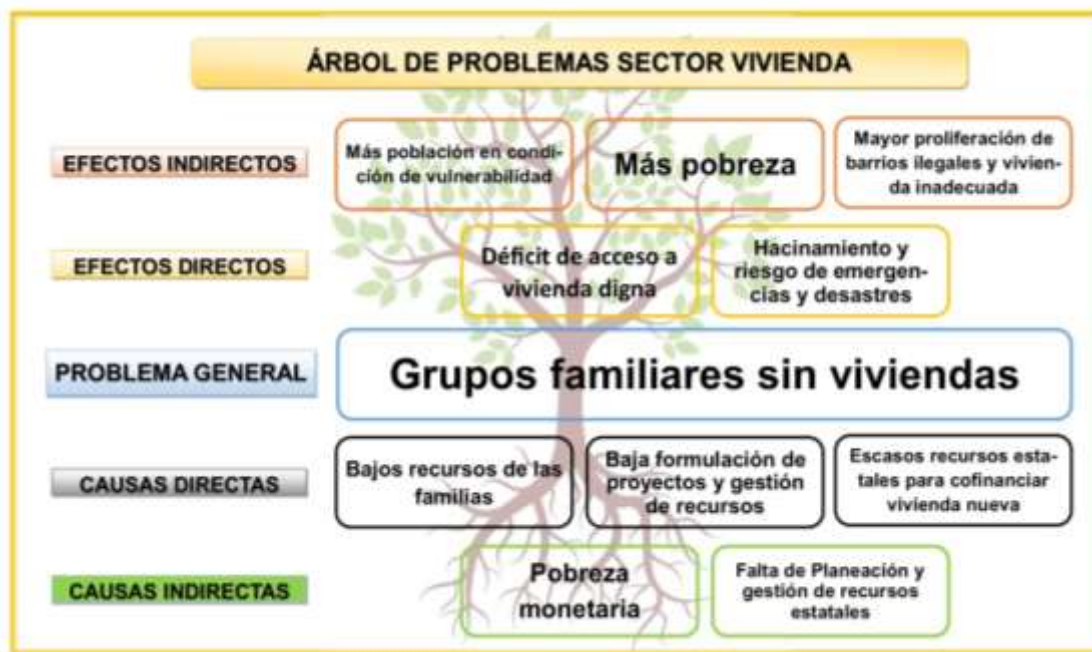 ÁRBOL DE PROBLEMAS SECTOR VIVIENDA
EFECTOS INDIRECTOS
Más población en condi-
ción de vulnerabilidad
Más pobreza
Mayor proliferación de
barrios ilegales y vivien-
da inadecuada
EFECTOS DIRECTOS
Déficit de acceso a
vivienda digna
Hacinamiento y
riesgo de emergen-
cias y desastres
PROBLEMA GENERAL
Grupos familiares sin viviendas
CAUSAS DIRECTAS
Bajos recursos de las
familias
Baja formulación de
proyectos y gestión
de recursos
Escasos recursos esta-
tales para cofinanciar
vivienda nueva
CAUSAS INDIRECTAS
Pobreza
monetaria
Falta de Planeación y
gestión de recursos
estatales